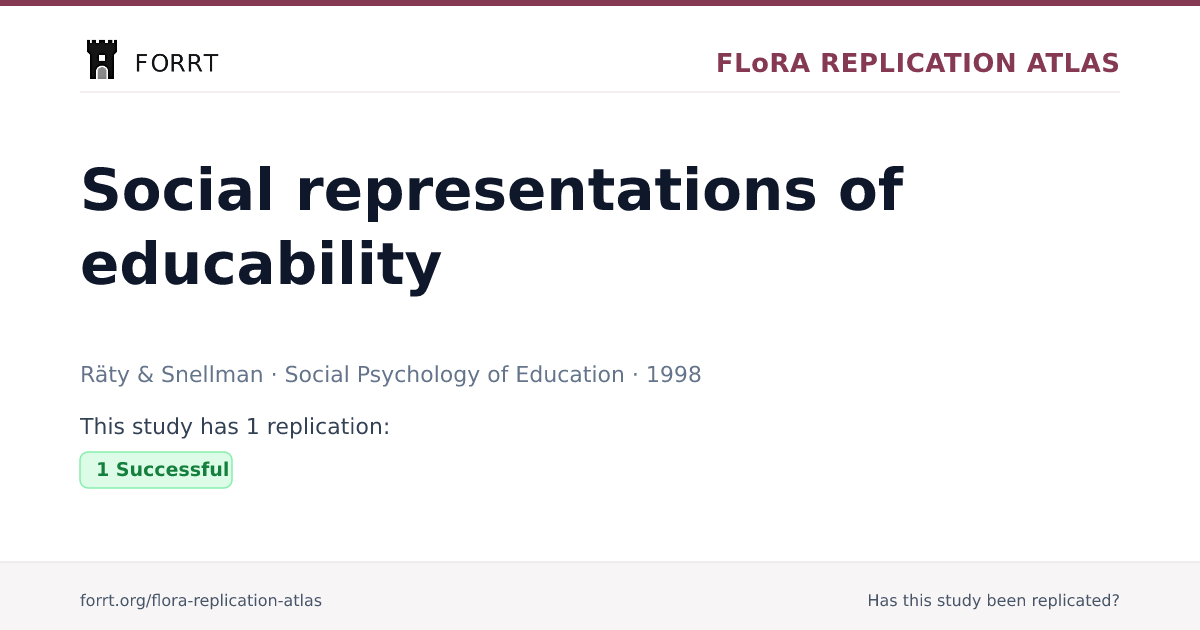 FORRT
FLoRA REPLICATION ATLAS
Social representations of
educability
Räty & Snellman · Social Psychology of Education · 1998
This study has 1 replication:
1 Successful
forrt.org/flora-replication-atlas
Has this study been replicated?